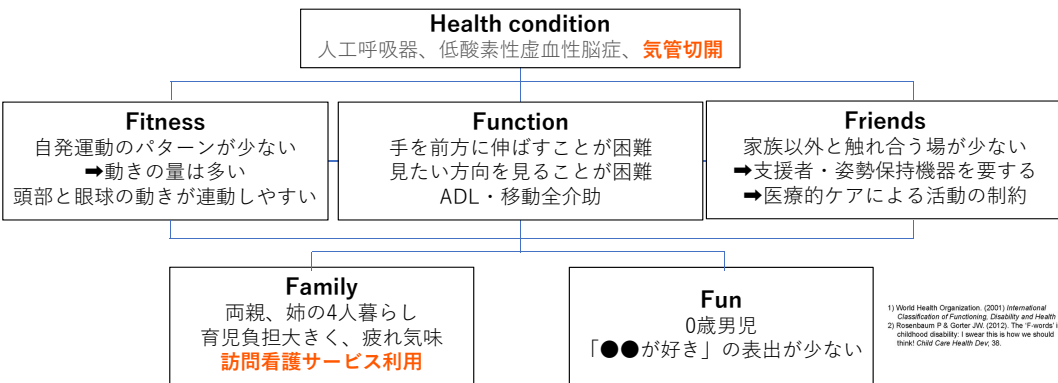 Health condition
人工呼吸器、低酸素性虚血性脳症、気管切開
Fitness
自発運動のパターンが少ない
➡動きの量は多い
頭部と眼球の動きが連動しやすい
Function
手を前方に伸ばすことが困難
見たい方向を見ることが困難
ADL・移動全介助
Friends
家族以外と触れ合う場が少ない
➡支援者・姿勢保持機器を要する
➡医療的ケアによる活動の制約
Family
両親、姉の4人暮らし
育児負担大きく、疲れ気味
訪問看護サービス利用
Fun
0歳男児
「●●が好き」の表出が少ない
1) World Health Organization. (2001) International
Classification of Functioning, Disability and Health
2) Rosenbaum P & Gorter JW. (2012). The 'F-words' i
childhood disability: I swear this is how we should
think! Child Care Health Dev; 38.